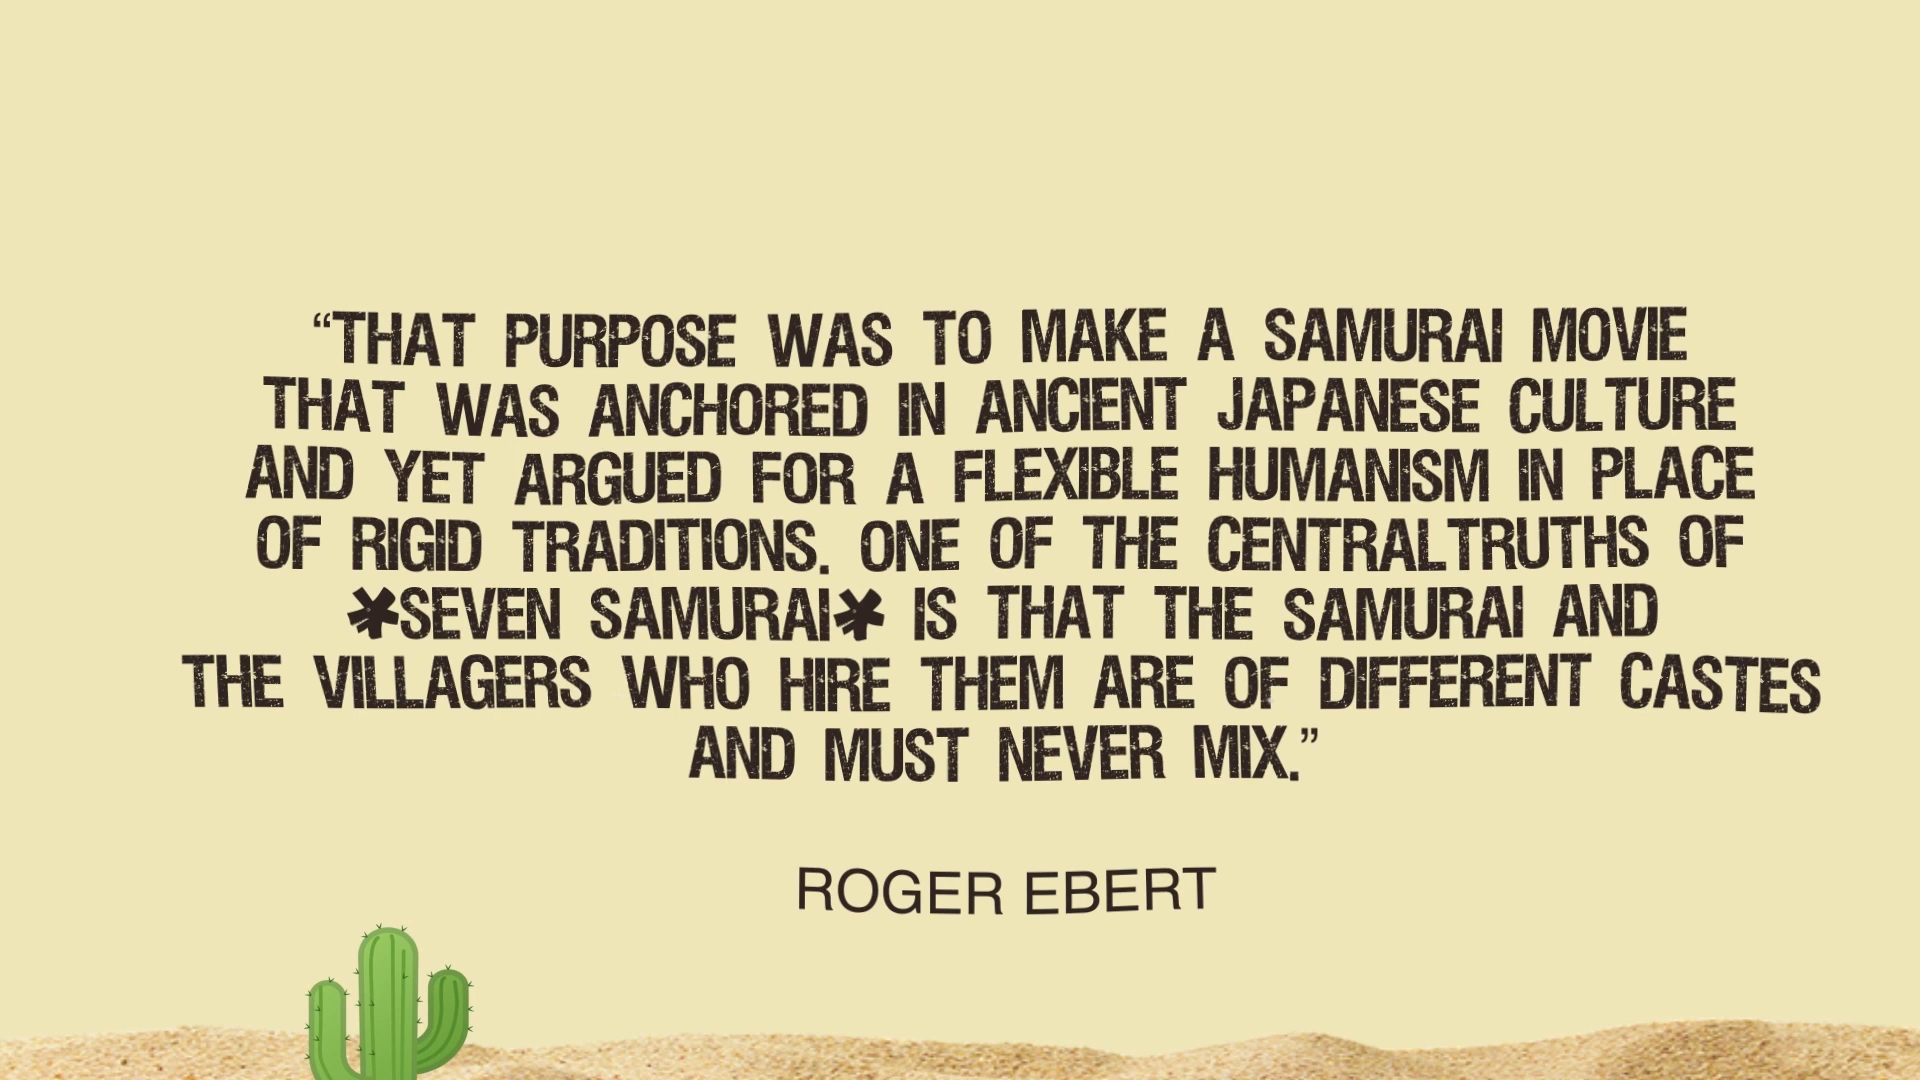 “THAT PURPOSE WAS TO MAKE A SAMURAI MOVIE
THAT WAS ANCHORED IN ANCIENT JAPANESE CULTURE
AND YET ARGUED FOR A FLEXIBLE HUMANISM IN PLACE
OF RIGID TRADITIONS. ONE OF THE CENTRALTRUTHS OF
*SEVEN SAMURAI* IS THAT THE SAMURAI AND
THE VILLAGERS WHO HIRE THEM ARE OF DIFFERENT CASTES
AND MUST NEVER MIX.”
ROGER EBERT